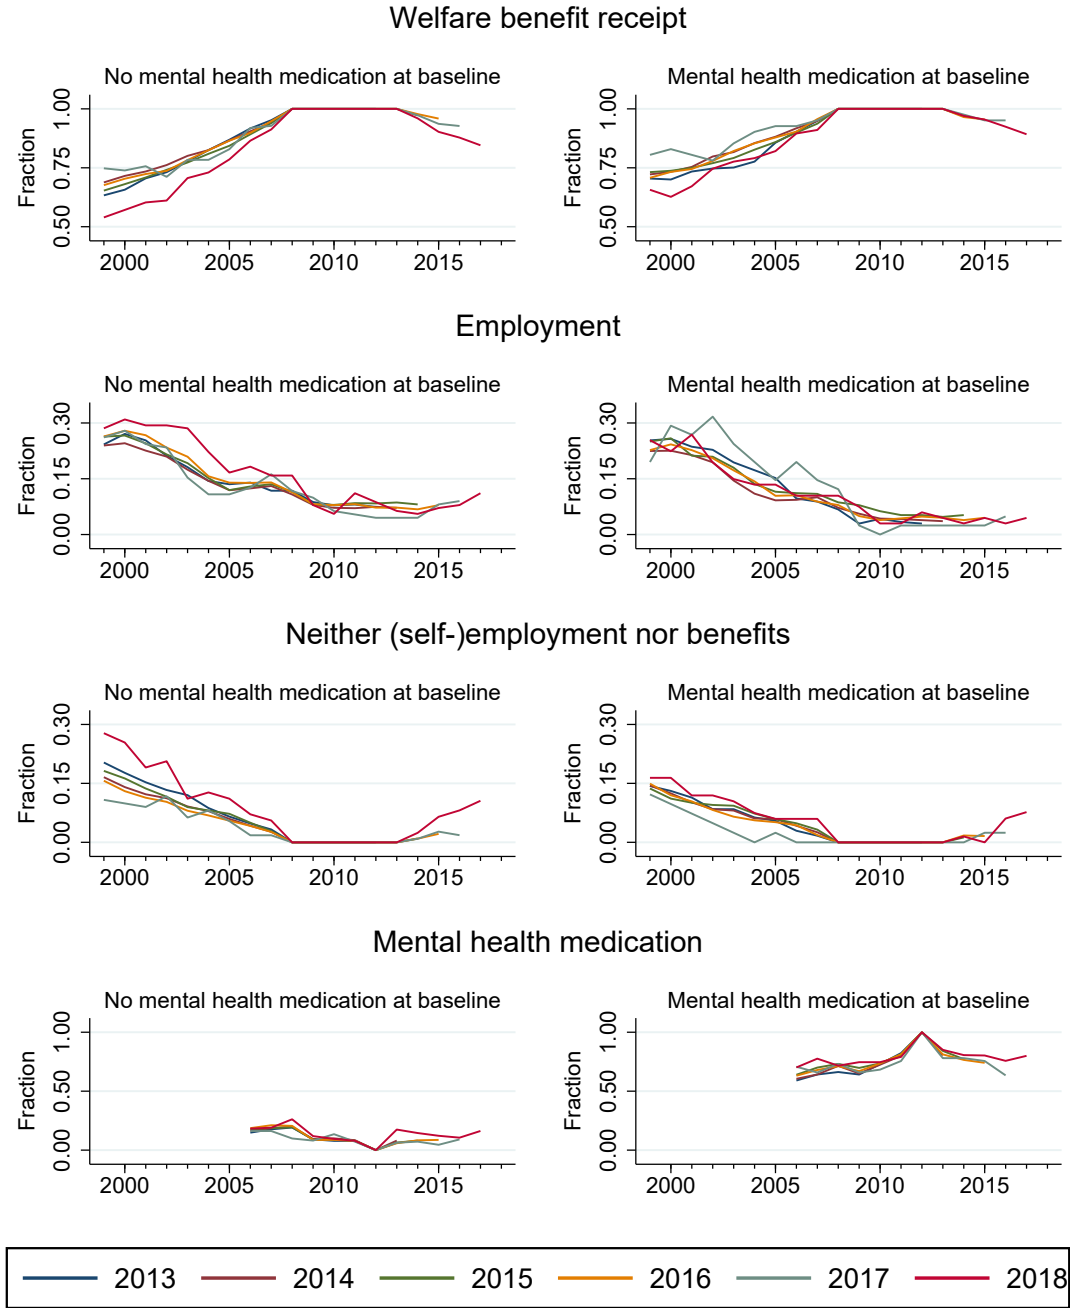 Welfare benefit receipt
No mental health medication at baseline
Fraction
1.00
0.75
0.50
2000 2005 2010 2015
Mental health medication at baseline
Fraction
1.00
0.75
0.50
2000 2005 2010 2015
Employment
No mental health medication at baseline
Fraction
0.30
0.15
0.00
2000 2005 2010 2015
Mental health medication at baseline
Fraction
0.30
0.15
0.00
2000 2005 2010 2015
Neither (self-)employment nor benefits
No mental health medication at baseline
Fraction
0.30
0.15
0.00
2000 2005 2010 2015
Mental health medication at baseline
Fraction
0.30
0.15
0.00
2000 2005 2010 2015
Mental health medication
No mental health medication at baseline
Fraction
1.00
0.50
0.00
2000 2005 2010 2015
Mental health medication at baseline
Fraction
1.00
0.50
0.00
2000 2005 2010 2015
2013 2014 2015 2016 2017 2018